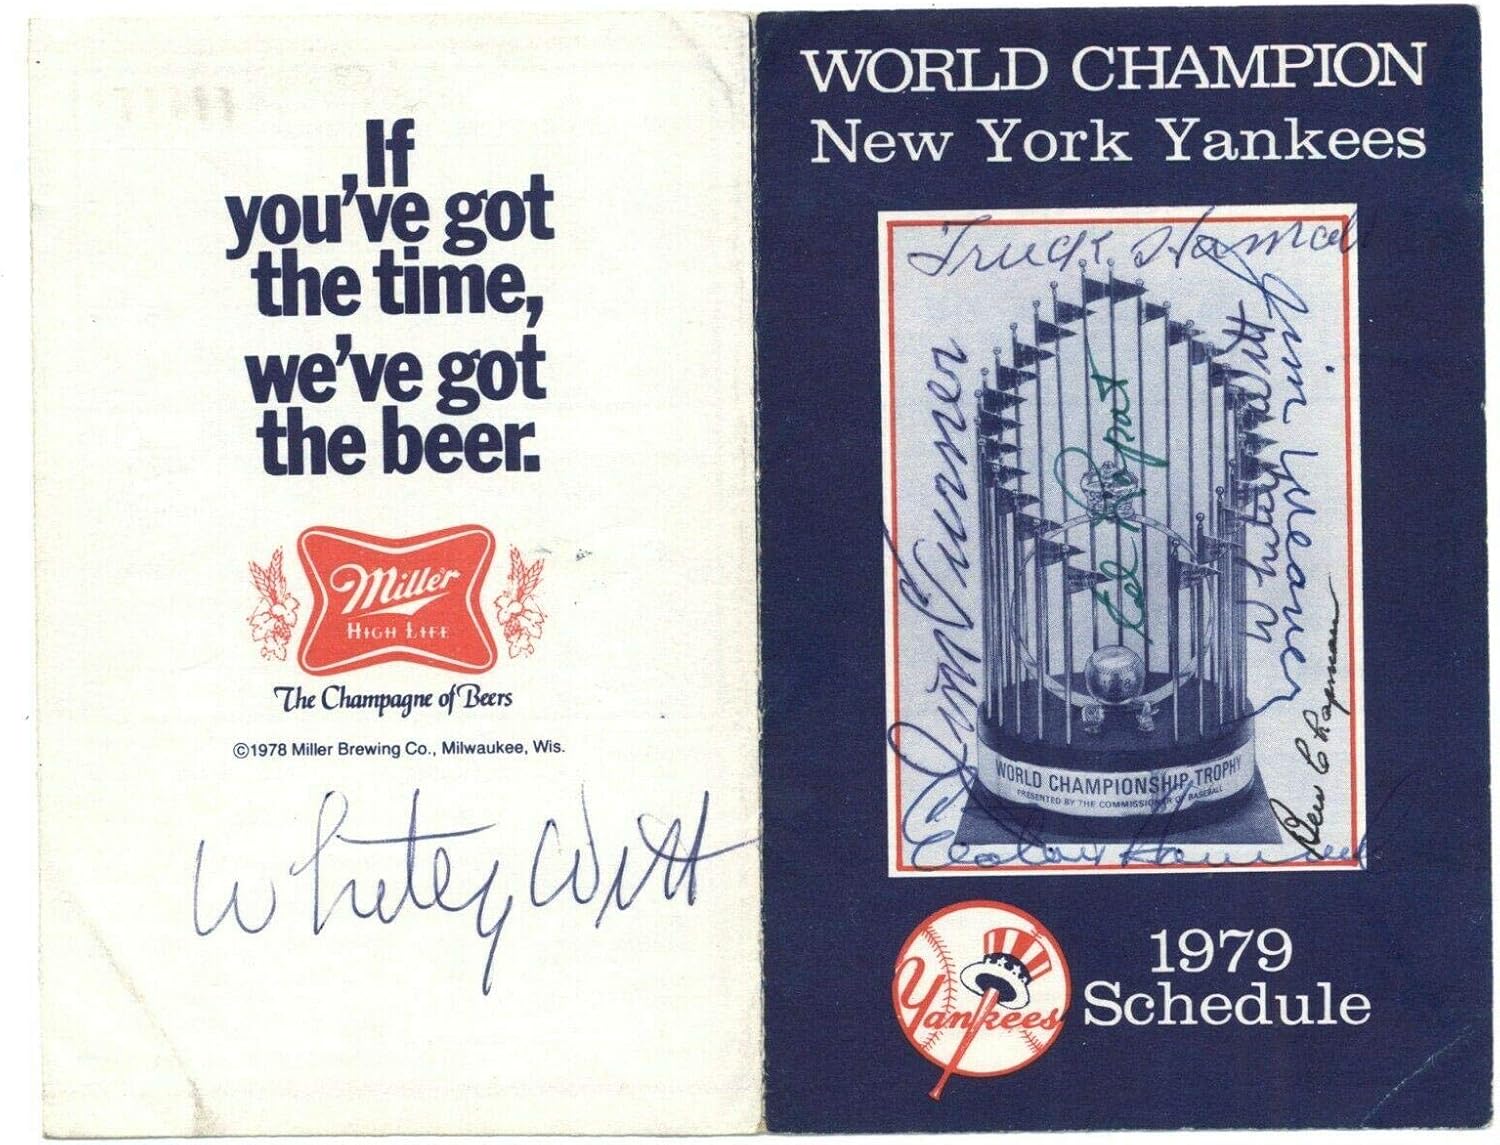 If
you've got
the time,
we've got
the beer.
Miller
HIGH LIFE
The Champagne of Beers
©1978 Miller Brewing Co., Milwaukee, Wis.
Whitey Witt
WORLD CHAMPION
New York Yankees
Truck Hannah
Jim Turner
Ed Lopat
Whitey Witt
Jim Weaver
Ben Chapman
WORLD CHAMPIONSHIP TROPHY
PRESENTED BY THE COMMISSIONER OF BASEBALL
Yankees
1979
Schedule